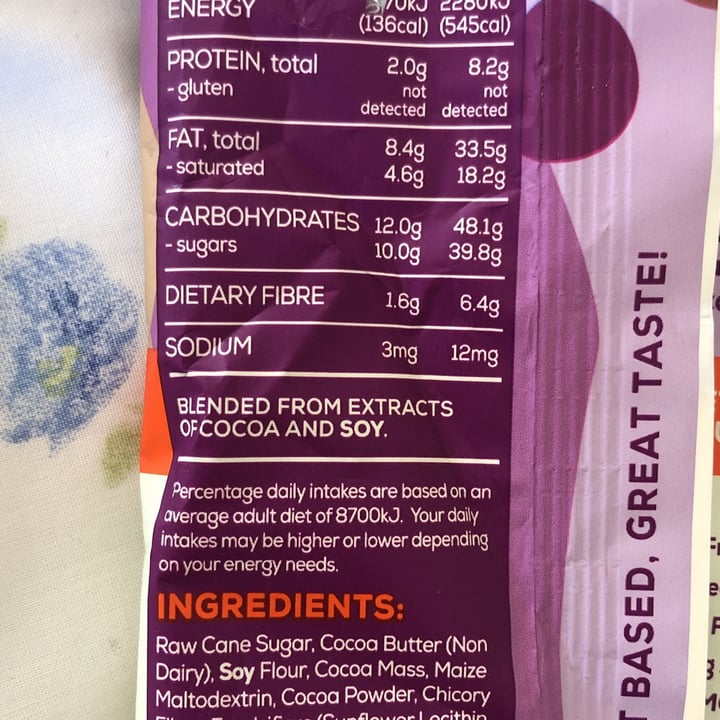 ENERGY 570kJ 2280kJ
(136cal) (545cal)
PROTEIN, total 2.0g 8.2g
- gluten not detected not detected
FAT, total 8.4g 33.5g
- saturated 4.6g 18.2g
CARBOHYDRATES 12.0g 48.1g
- sugars 10.0g 39.8g
DIETARY FIBRE 1.6g 6.4g
SODIUM 3mg 12mg
BLENDED FROM EXTRACTS
OF COCOA AND SOY.
Percentage daily intakes are based on an
average adult diet of 8700kJ. Your daily
intakes may be higher or lower depending
on your energy needs.
INGREDIENTS:
Raw Cane Sugar, Cocoa Butter (Non
Dairy), Soy Flour, Cocoa Mass, Maize
Maltodextrin, Cocoa Powder, Chicory
(Sunflower Lecithin
BASED, GREAT TASTE!